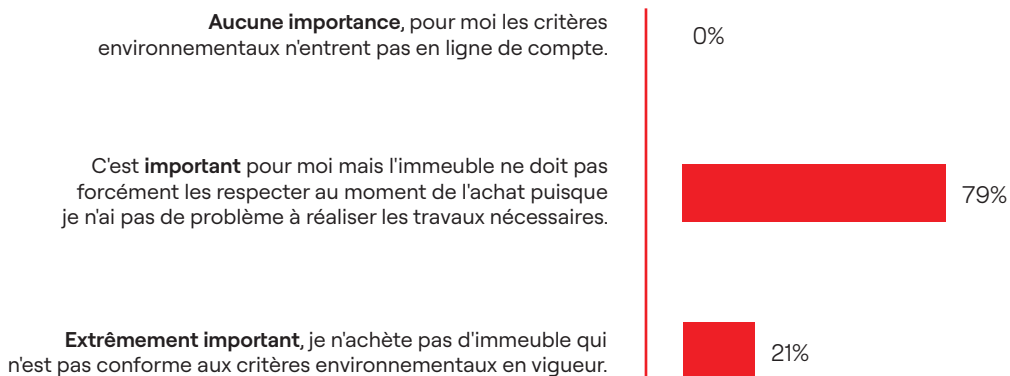 Aucune importance, pour moi les critères
environnementaux n'entrent pas en ligne de compte.
0%
C'est important pour moi mais l'immeuble ne doit pas
forcément les respecter au moment de l'achat puisque
je n'ai pas de problème à réaliser les travaux nécessaires.
79%
Extrêmement important, je n'achète pas d'immeuble qui
n'est pas conforme aux critères environnementaux en vigueur.
21%